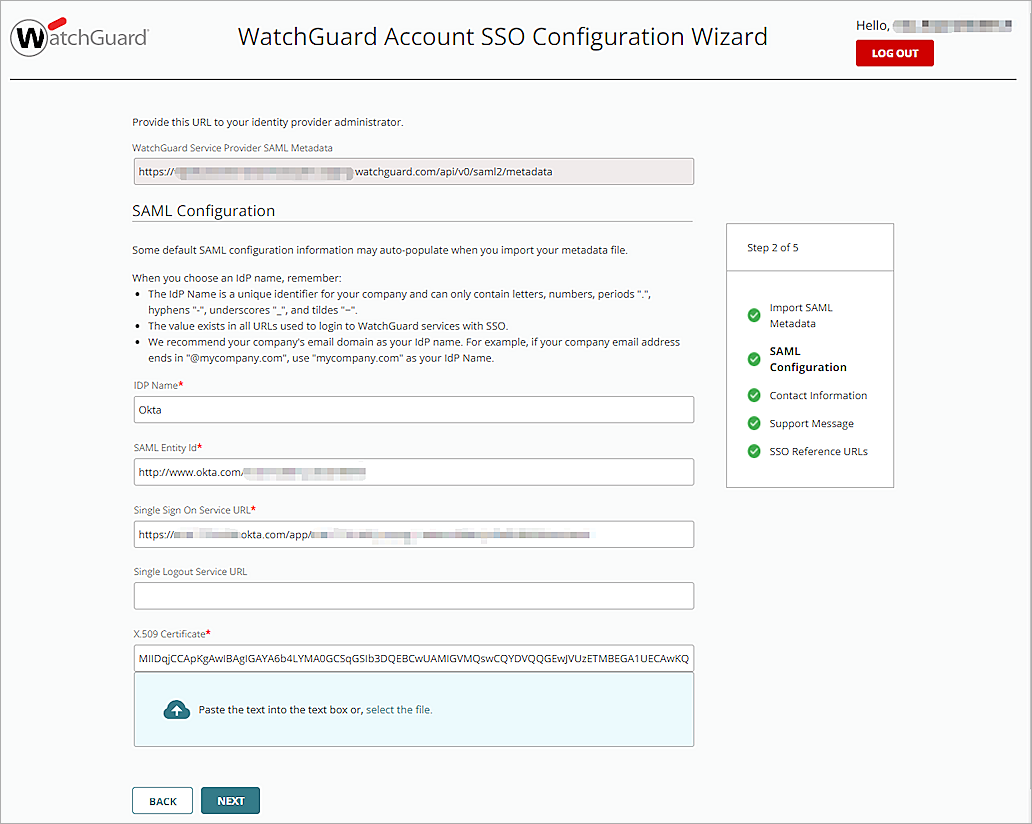 WatchGuard
WatchGuard Account SSO Configuration Wizard
Hello,
LOG OUT
Provide this URL to your identity provider administrator.
WatchGuard Service Provider SAML Metadata
https:// watchguard.com/api/v0/saml2/metadata
SAML Configuration
Some default SAML configuration information may auto-populate when you import your metadata file.
When you choose an IdP name, remember:
• The IdP Name is a unique identifier for your company and can only contain letters, numbers, periods ".",
hyphens "-", underscores "_", and tildes "~".
• The value exists in all URLs used to login to WatchGuard services with SSO.
• We recommend your company's email domain as your IdP name. For example, if your company email address
ends in "@mycompany.com", use "mycompany.com" as your IdP Name.
IDP Name*
Okta
SAML Entity Id*
http://www.okta.com/
Single Sign On Service URL*
https:// okta.com/app/
Single Logout Service URL
X.509 Certificate*
MIIDqjCCApKgAwIBAgIGAYA6b4LYMA0GCSqGSIb3DQEBCwUAMIGVMQswCQYDVQQGEwJVUzETMBEGA1UECAwKQ
Paste the text into the text box or, select the file.
BACK
NEXT
Step 2 of 5
Import SAML
Metadata
SAML
Configuration
Contact Information
Support Message
SSO Reference URLs